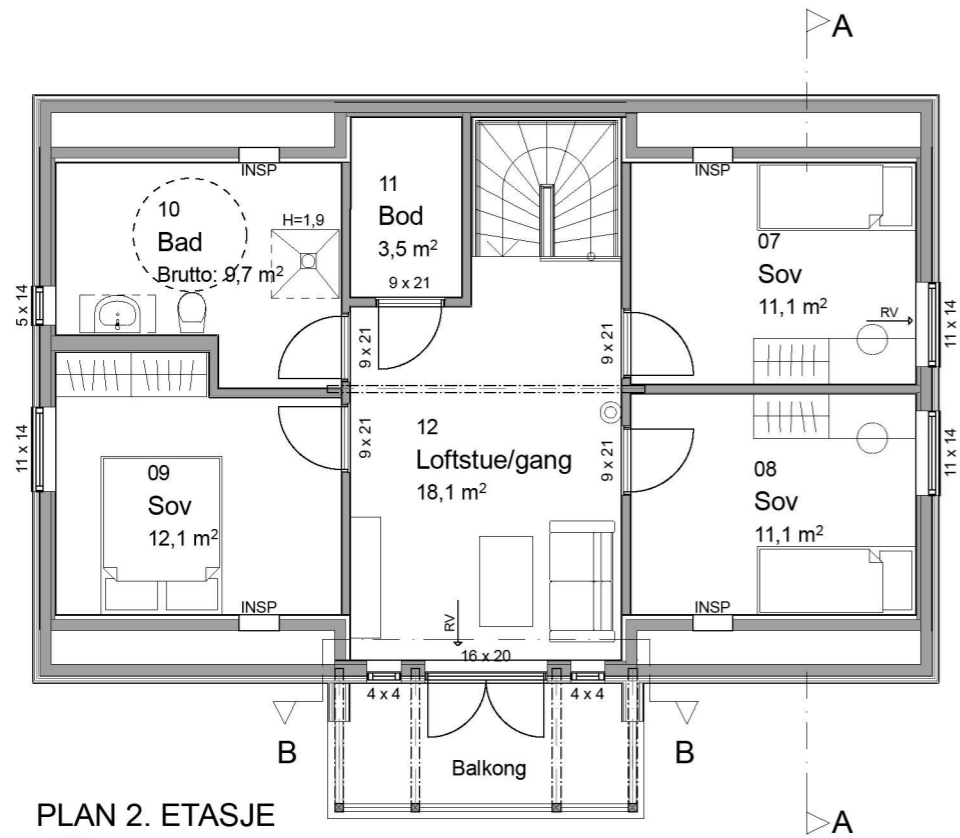 A
INSP
INSP
10
Bad
Brutto: 9,7 m²
H=1,9
11
Bod
3,5 m²
9 x 21
07
Sov
11,1 m²
RV
5 x 14
11 x 14
9 x 21
9 x 21
11 x 14
9 x 21
9 x 21
11 x 14
09
Sov
12,1 m²
12
Loftstue/gang
18,1 m²
08
Sov
11,1 m²
INSP
INSP
RV
16 x 20
4 x 4
4 x 4
B
B
Balkong
PLAN 2. ETASJE
A